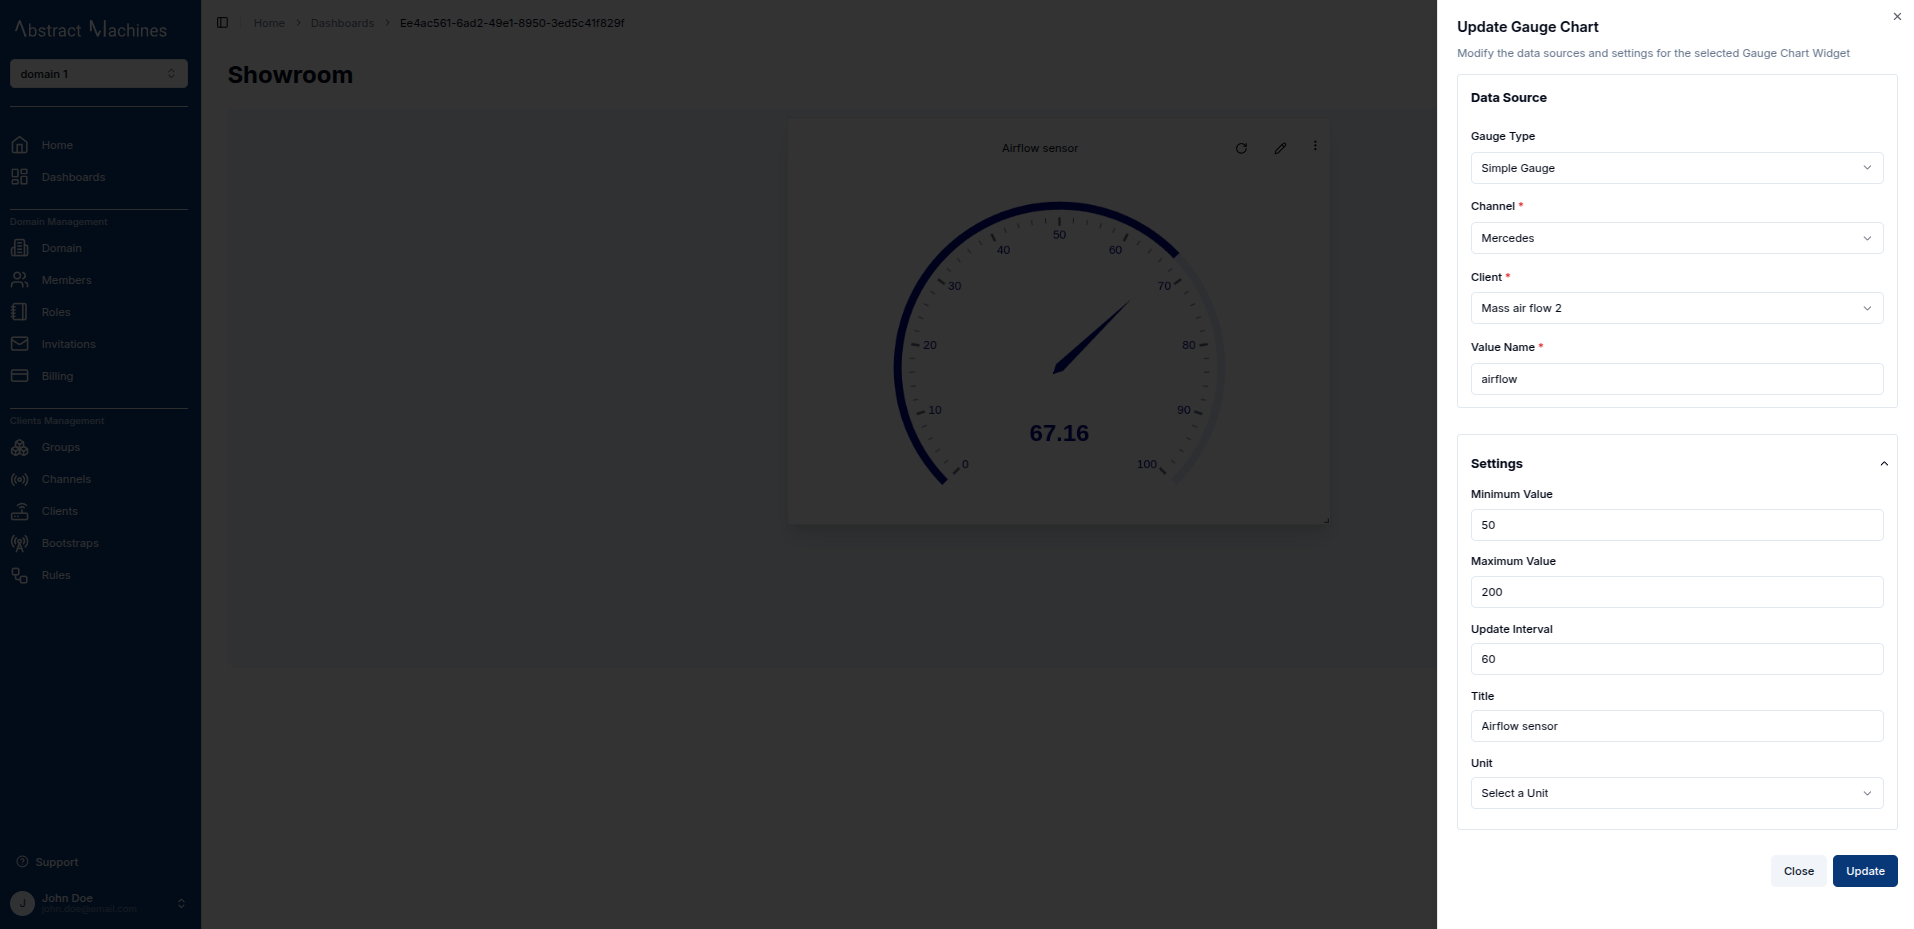 Abstract Machines
domain 1
Home
Dashboards
Domain Management
Domain
Members
Roles
Invitations
Billing
Clients Management
Groups
Channels
Clients
Bootstraps
Rules
Support
J
John Doe
john.doe@email.com
Home > Dashboards > Ee4ac561-6ad2-49e1-8950-3ed5c41f829f
Showroom
Airflow sensor
0
10
20
30
40
50
60
70
80
90
100
67.16
Update Gauge Chart
Modify the data sources and settings for the selected Gauge Chart Widget
Data Source
Gauge Type
Simple Gauge
Channel *
Mercedes
Client *
Mass air flow 2
Value Name *
airflow
Settings
Minimum Value
50
Maximum Value
200
Update Interval
60
Title
Airflow sensor
Unit
Select a Unit
Close
Update